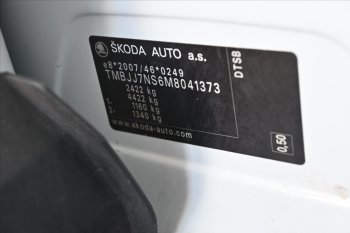 ŠKODA AUTO a.s.
e8*2007/46*0249
TMBJJ7NS6M8041373
2422 kg
4422 kg
1- 1160 kg
2- 1340 kg
www.skoda-auto.com
DTSB
0,50